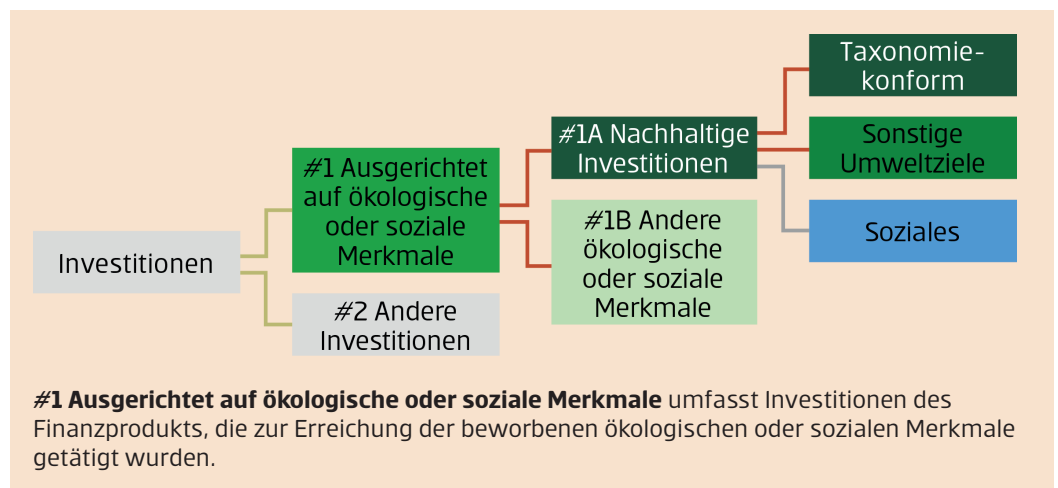 Investitionen
#1 Ausgerichtet
auf ökologische
oder soziale
Merkmale
#2 Andere
Investitionen
#1A Nachhaltige
Investitionen
#1B Andere
ökologische
oder soziale
Merkmale
Taxonomie-
konform
Sonstige
Umweltziele
Soziales
#1 Ausgerichtet auf ökologische oder soziale Merkmale umfasst Investitionen des
Finanzprodukts, die zur Erreichung der beworbenen ökologischen oder sozialen Merkmale
getätigt wurden.